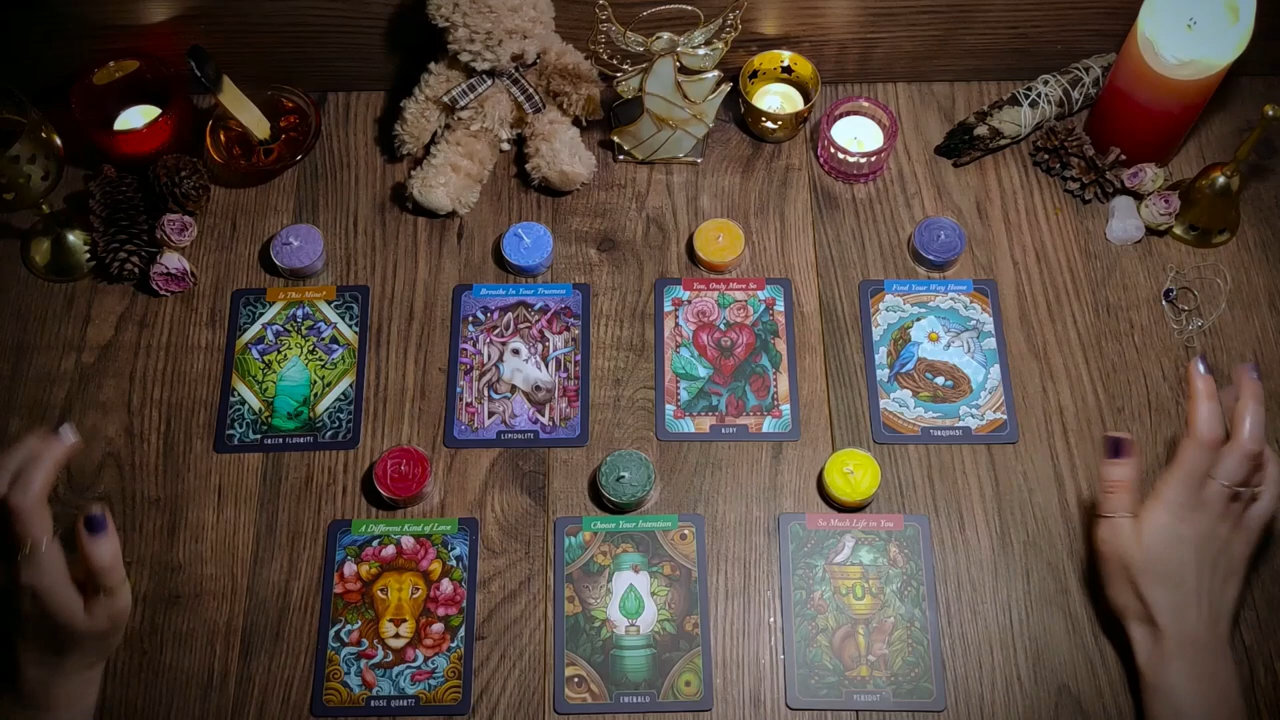 Is This Mine?
GREEN FLUORITE
Breathe In Your Trueness
LEPIDOLITE
You, Only More So
RUBY
Find Your Way Home
TURQUOISE
A Different Kind of Love
ROSE QUARTZ
Choose Your Intention
EMERALD
So Much Life in You
PERIDOT